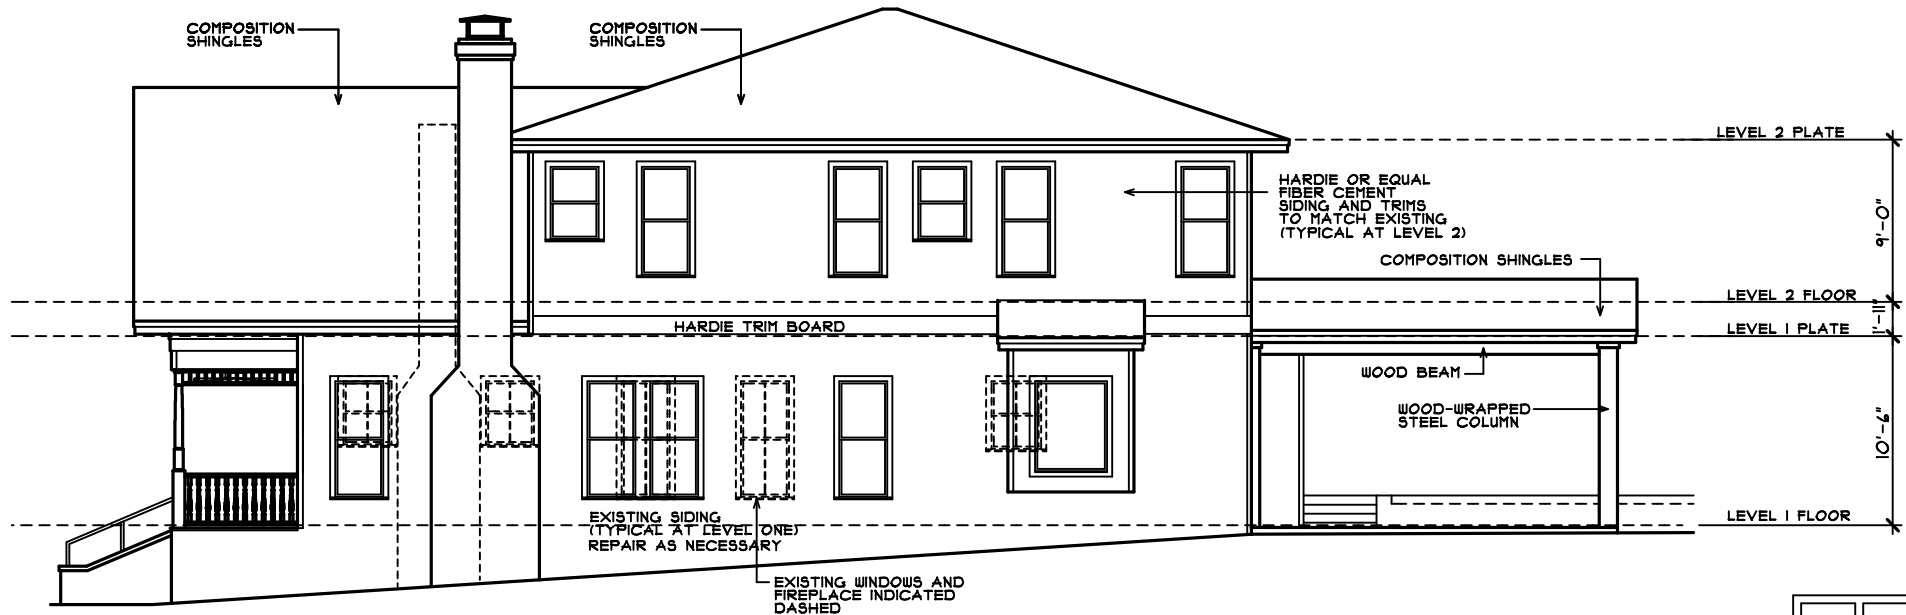 COMPOSITION
SHINGLES
COMPOSITION
SHINGLES
LEVEL 2 PLATE
HARDIE OR EQUAL
FIBER CEMENT
SIDING AND TRIMS
TO MATCH EXISTING
(TYPICAL AT LEVEL 2)
9'-0"
COMPOSITION SHINGLES
LEVEL 2 FLOOR
1'-11"
HARDIE TRIM BOARD
LEVEL 1 PLATE
WOOD BEAM
WOOD-WRAPPED
STEEL COLUMN
10'-6"
EXISTING SIDING
(TYPICAL AT LEVEL ONE)
REPAIR AS NECESSARY
LEVEL 1 FLOOR
EXISTING WINDOWS AND
FIREPLACE INDICATED
DASHED